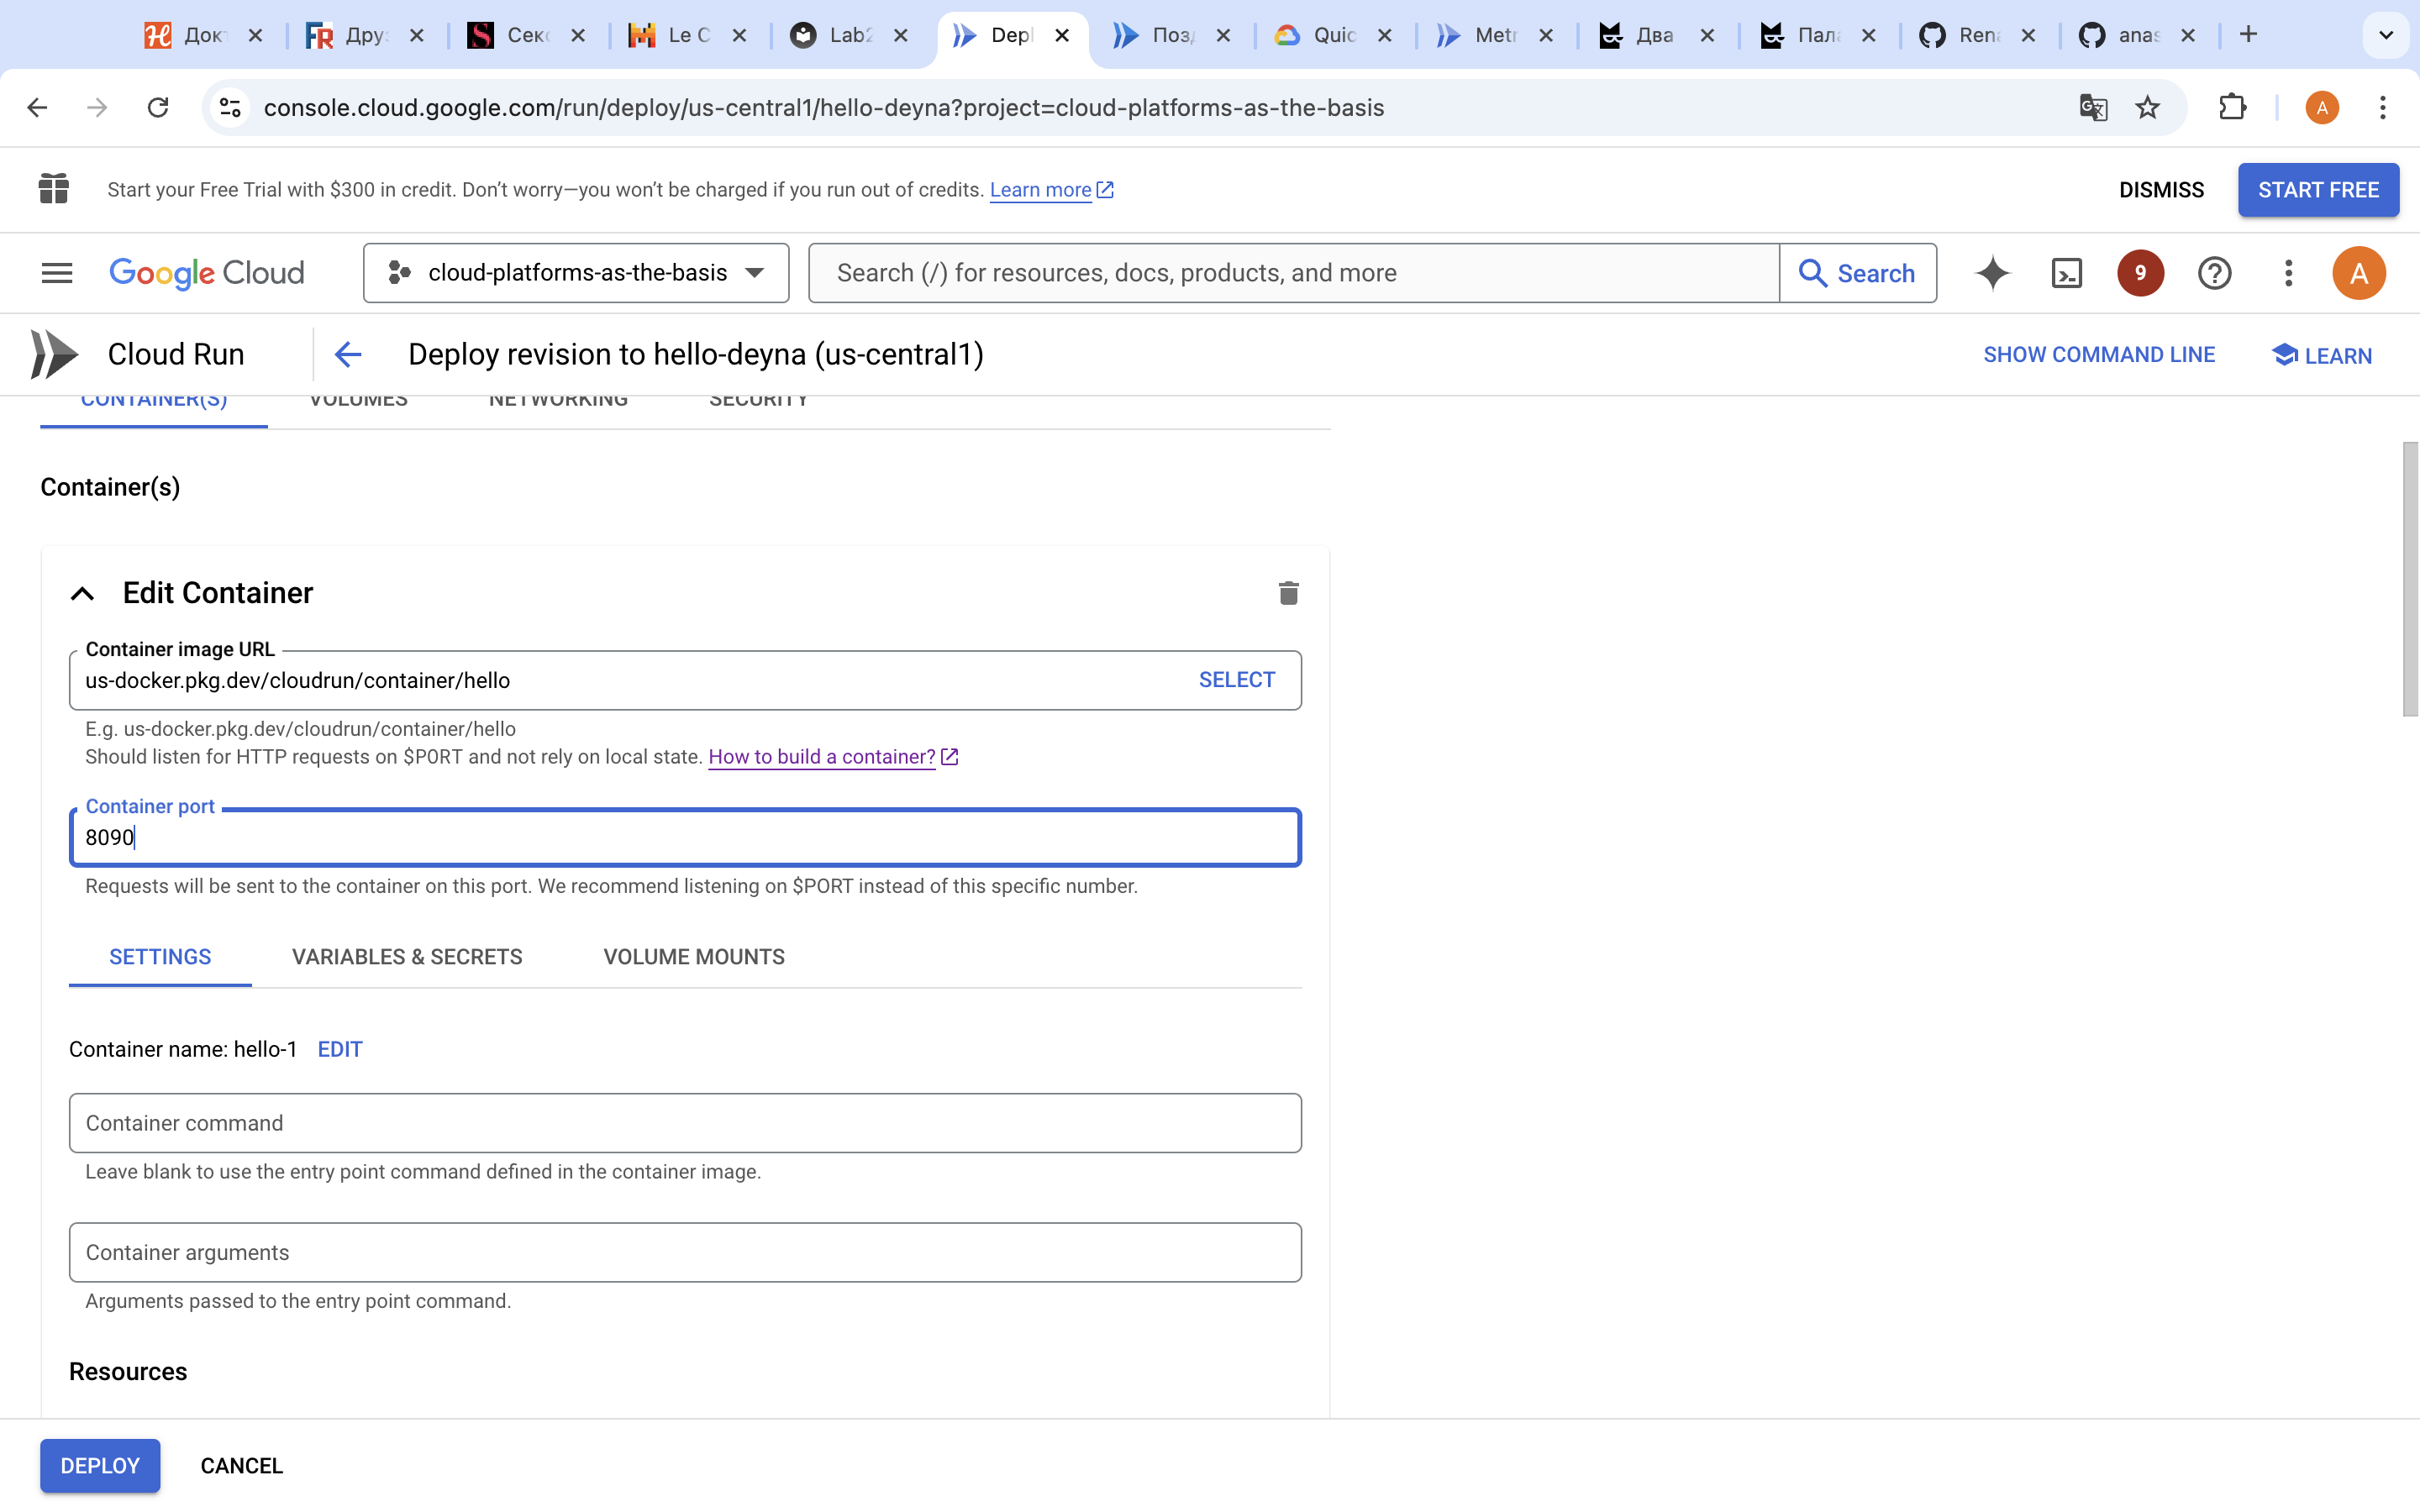 Док
Дру
Сек
Le C
Lab2
Depl
Поз
Quic
Metr
Два
Пал
Rena
anas
console.cloud.google.com/run/deploy/us-central1/hello-deyna?project=cloud-platforms-as-the-basis
A
Start your Free Trial with $300 in credit. Don’t worry—you won’t be charged if you run out of credits. Learn more
DISMISS
START FREE
Google Cloud
cloud-platforms-as-the-basis
Search (/) for resources, docs, products, and more
Search
9
A
Cloud Run
Deploy revision to hello-deyna (us-central1)
SHOW COMMAND LINE
LEARN
CONTAINER(S)
VOLUMES
NETWORKING
SECURITY
Container(s)
Edit Container
Container image URL
us-docker.pkg.dev/cloudrun/container/hello
SELECT
E.g. us-docker.pkg.dev/cloudrun/container/hello
Should listen for HTTP requests on $PORT and not rely on local state. How to build a container?
Container port
8090
Requests will be sent to the container on this port. We recommend listening on $PORT instead of this specific number.
SETTINGS
VARIABLES & SECRETS
VOLUME MOUNTS
Container name: hello-1
EDIT
Container command
Leave blank to use the entry point command defined in the container image.
Container arguments
Arguments passed to the entry point command.
Resources
DEPLOY
CANCEL